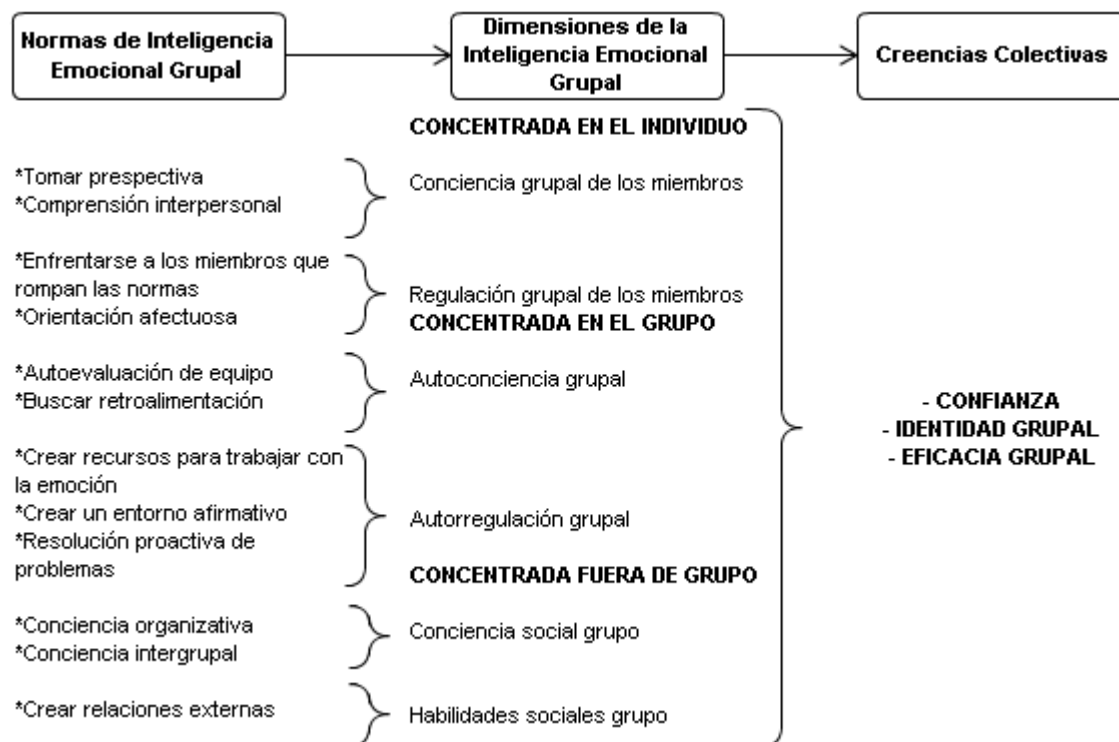 Normas de Inteligencia
Emocional Grupal
Dimensiones de la
Inteligencia Emocional
Grupal
Creencias Colectivas
CONCENTRADA EN EL INDIVIDUO
*Tomar prespectiva
*Comprensión interpersonal
Conciencia grupal de los miembros
*Enfrentarse a los miembros que
rompan las normas
*Orientación afectuosa
Regulación grupal de los miembros
CONCENTRADA EN EL GRUPO
*Autoevaluación de equipo
*Buscar retroalimentación
Autoconciencia grupal
*Crear recursos para trabajar con
la emoción
*Crear un entorno afirmativo
*Resolución proactiva de
problemas
Autorregulación grupal
CONCENTRADA FUERA DE GRUPO
*Conciencia organizativa
*Conciencia intergrupal
Conciencia social grupo
*Crear relaciones externas
Habilidades sociales grupo
- CONFIANZA
- IDENTIDAD GRUPAL
- EFICACIA GRUPAL